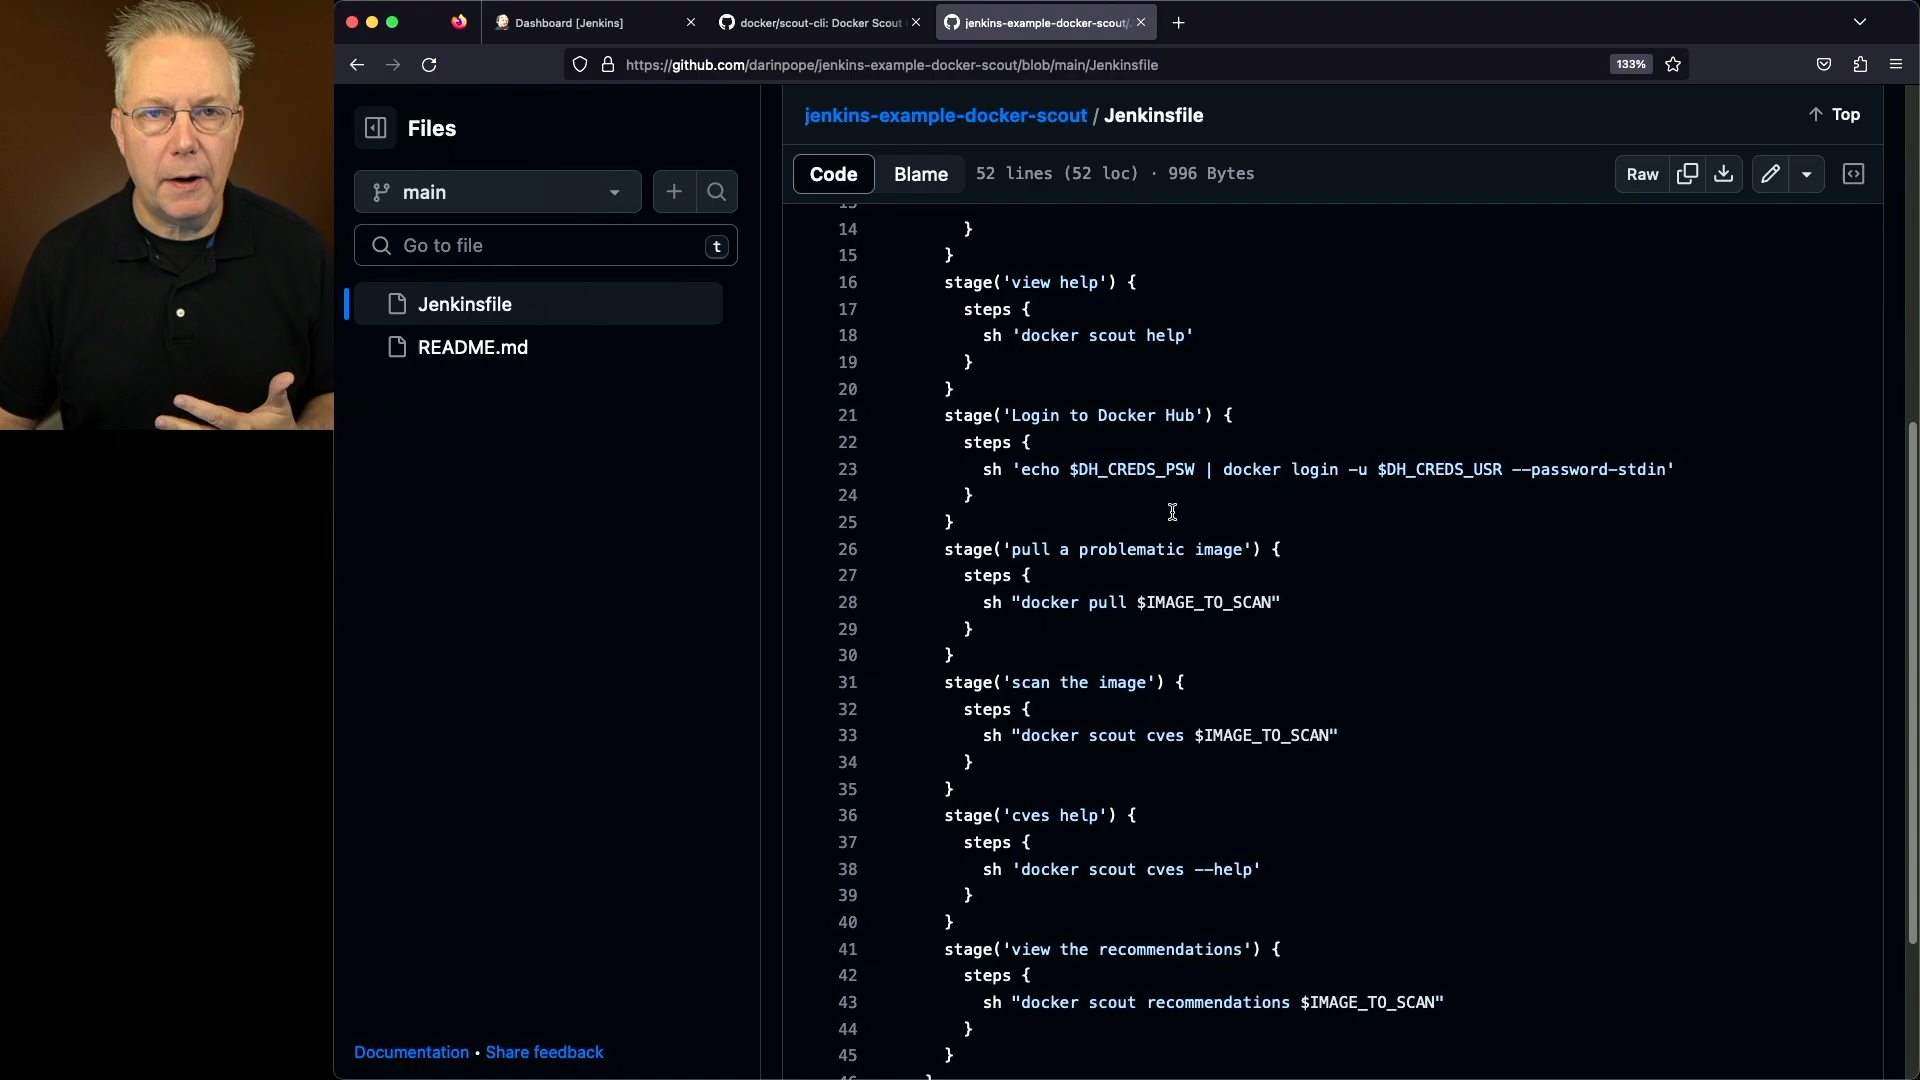 Dashboard [Jenkins]
docker/scout-cli: Docker Scout
jenkins-example-docker-scout/
https://github.com/darinpope/jenkins-example-docker-scout/blob/main/Jenkinsfile
133%
Files
main
Go to file
t
Jenkinsfile
README.md
Documentation • Share feedback
jenkins-example-docker-scout / Jenkinsfile
Top
Code
Blame
52 lines (52 loc) · 996 Bytes
Raw
14 }
15 }
16 stage('view help') {
17 steps {
18 sh 'docker scout help'
19 }
20 }
21 stage('Login to Docker Hub') {
22 steps {
23 sh 'echo $DH_CREDS_PSW | docker login -u $DH_CREDS_USR --password-stdin'
24 }
25 }
26 stage('pull a problematic image') {
27 steps {
28 sh "docker pull $IMAGE_TO_SCAN"
29 }
30 }
31 stage('scan the image') {
32 steps {
33 sh "docker scout cves $IMAGE_TO_SCAN"
34 }
35 }
36 stage('cves help') {
37 steps {
38 sh 'docker scout cves --help'
39 }
40 }
41 stage('view the recommendations') {
42 steps {
43 sh "docker scout recommendations $IMAGE_TO_SCAN"
44 }
45 }